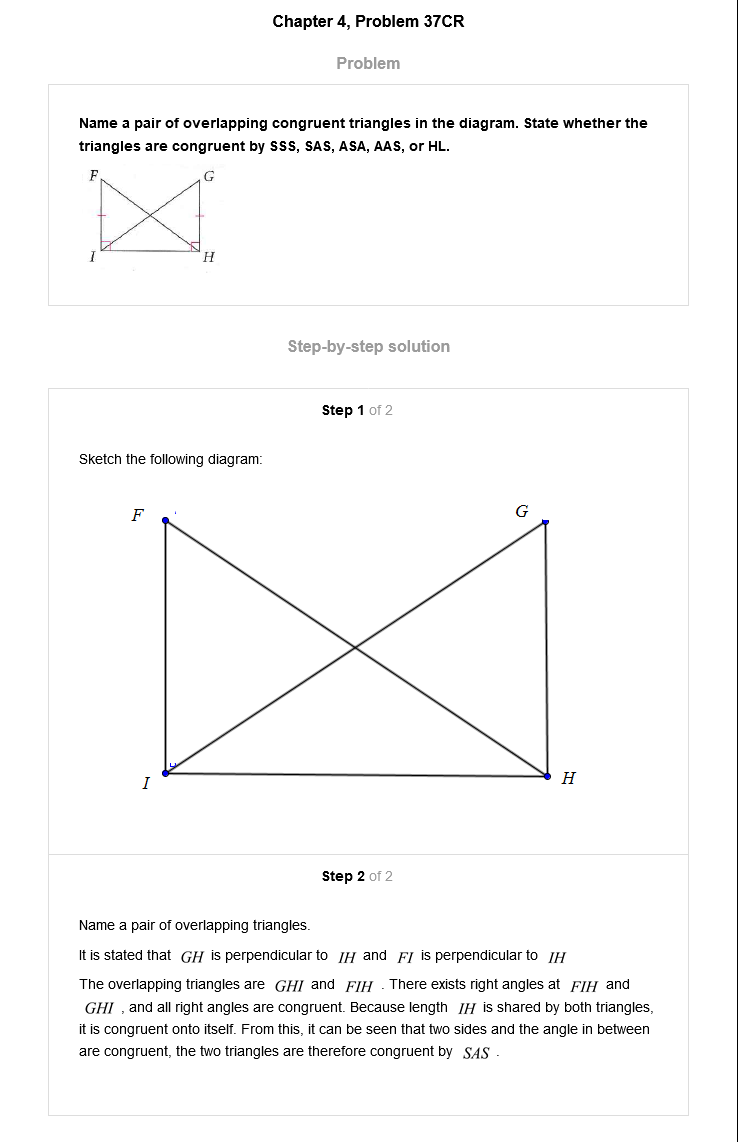 Chapter 4, Problem 37CR
Problem
Name a pair of overlapping congruent triangles in the diagram. State whether the
triangles are congruent by SSS, SAS, ASA, AAS, or HL.
F
G
I
H
Step-by-step solution
Step 1 of 2
Sketch the following diagram:
F
G
I
H
Step 2 of 2
Name a pair of overlapping triangles.
It is stated that GH is perpendicular to IH and FI is perpendicular to IH
The overlapping triangles are GHI and FIH . There exists right angles at FIH and
GHI , and all right angles are congruent. Because length IH is shared by both triangles,
it is congruent onto itself. From this, it can be seen that two sides and the angle in between
are congruent, the two triangles are therefore congruent by SAS .